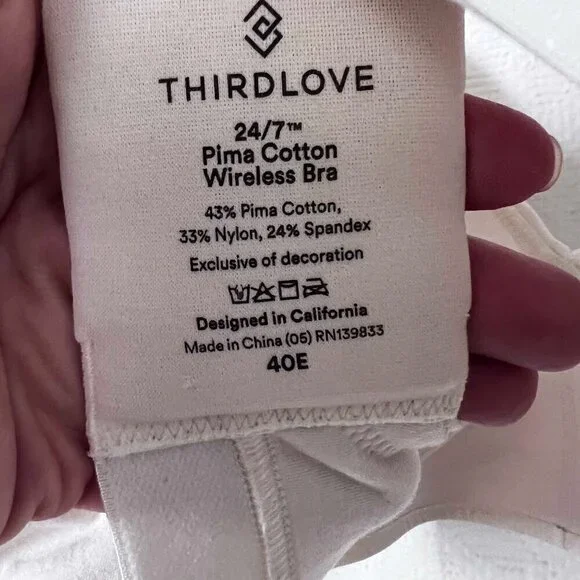 THIRDLOVE
24/7™
Pima Cotton
Wireless Bra
43% Pima Cotton,
33% Nylon, 24% Spandex
Exclusive of decoration
Designed in California
Made in China (05) RN139833
40E